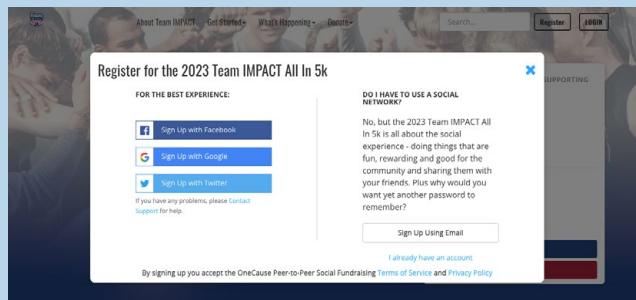 About Team IMPACT Get Started What's Happening Donate Search... Register LOGIN
Register for the 2023 Team IMPACT All In 5k
SUPPORTING
FOR THE BEST EXPERIENCE:
Sign Up with Facebook
Sign Up with Google
Sign Up with Twitter
If you have any problems, please Contact
Support for help.
DO I HAVE TO USE A SOCIAL
NETWORK?
No, but the 2023 Team IMPACT All
In 5k is all about the social
experience - doing things that are
fun, rewarding and good for the
community and sharing them with
your friends. Plus why would you
want yet another password to
remember?
Sign Up Using Email
I already have an account
By signing up you accept the OneCause Peer-to-Peer Social Fundraising Terms of Service and Privacy Policy